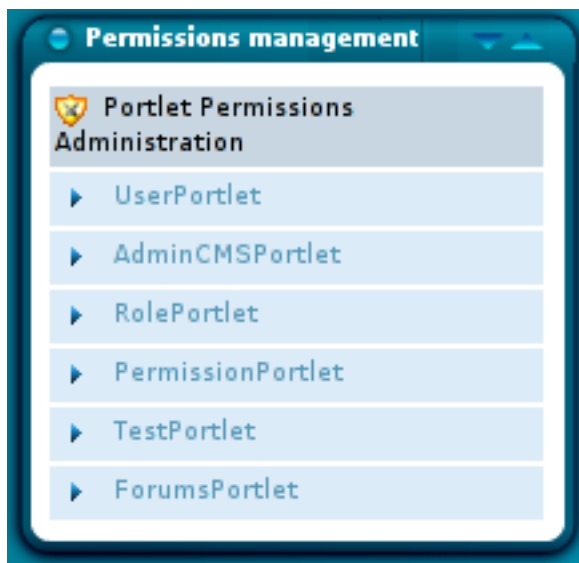 Permissions management
Portlet Permissions
Administration
UserPortlet
AdminCMSPortlet
RolePortlet
PermissionPortlet
TestPortlet
ForumsPortlet